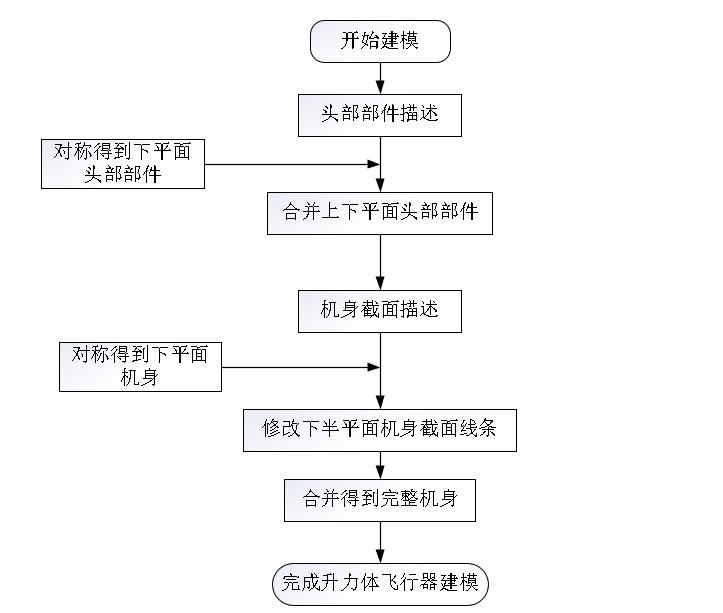 开始建模
头部部件描述
对称得到下平面
头部部件
合并上下平面头部部件
机身截面描述
对称得到下平面
机身
修改下半平面机身截面线条
合并得到完整机身
完成升力体飞行器建模